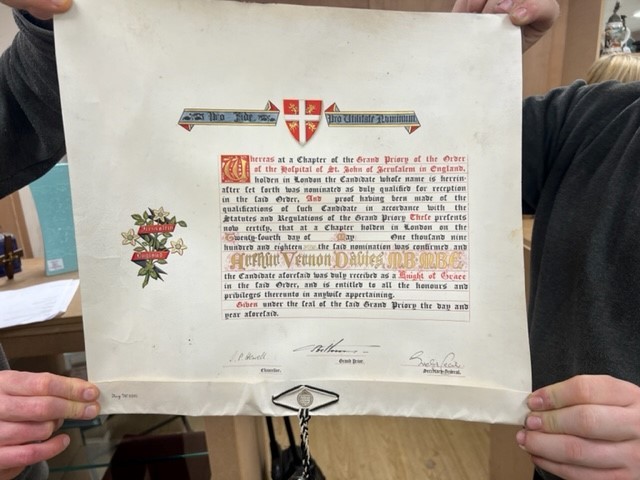 Pro Fide
Pro Utilitate Hominum
Whereas at a Chapter of the Grand Priory of the Order
of the Hospital of St. John of Jerusalem in England,
holden in London the Candidate whose name is herein-
after set forth was nominated as duly qualified for reception
in the said Order, And proof having been made of the
qualifications of such Candidate in accordance with the
Statutes and Regulations of the Grand Priory These presents
now certify, that at a Chapter holden in London on the
Twenty-fourth day of May. One thousand nine
hundred and eighteen the said nomination was confirmed and
Arthur Vernon Davies, M.B. M.B.E
the Candidate aforesaid was duly received as a Knight of Grace
in the said Order, and is entitled to all the honours and
privileges thereunto in anywise appertaining.
Given under the seal of the said Grand Priory the day and
year aforesaid.
Jerusalem
England
Chancellor.
Grand Prior.
Secretary-General.